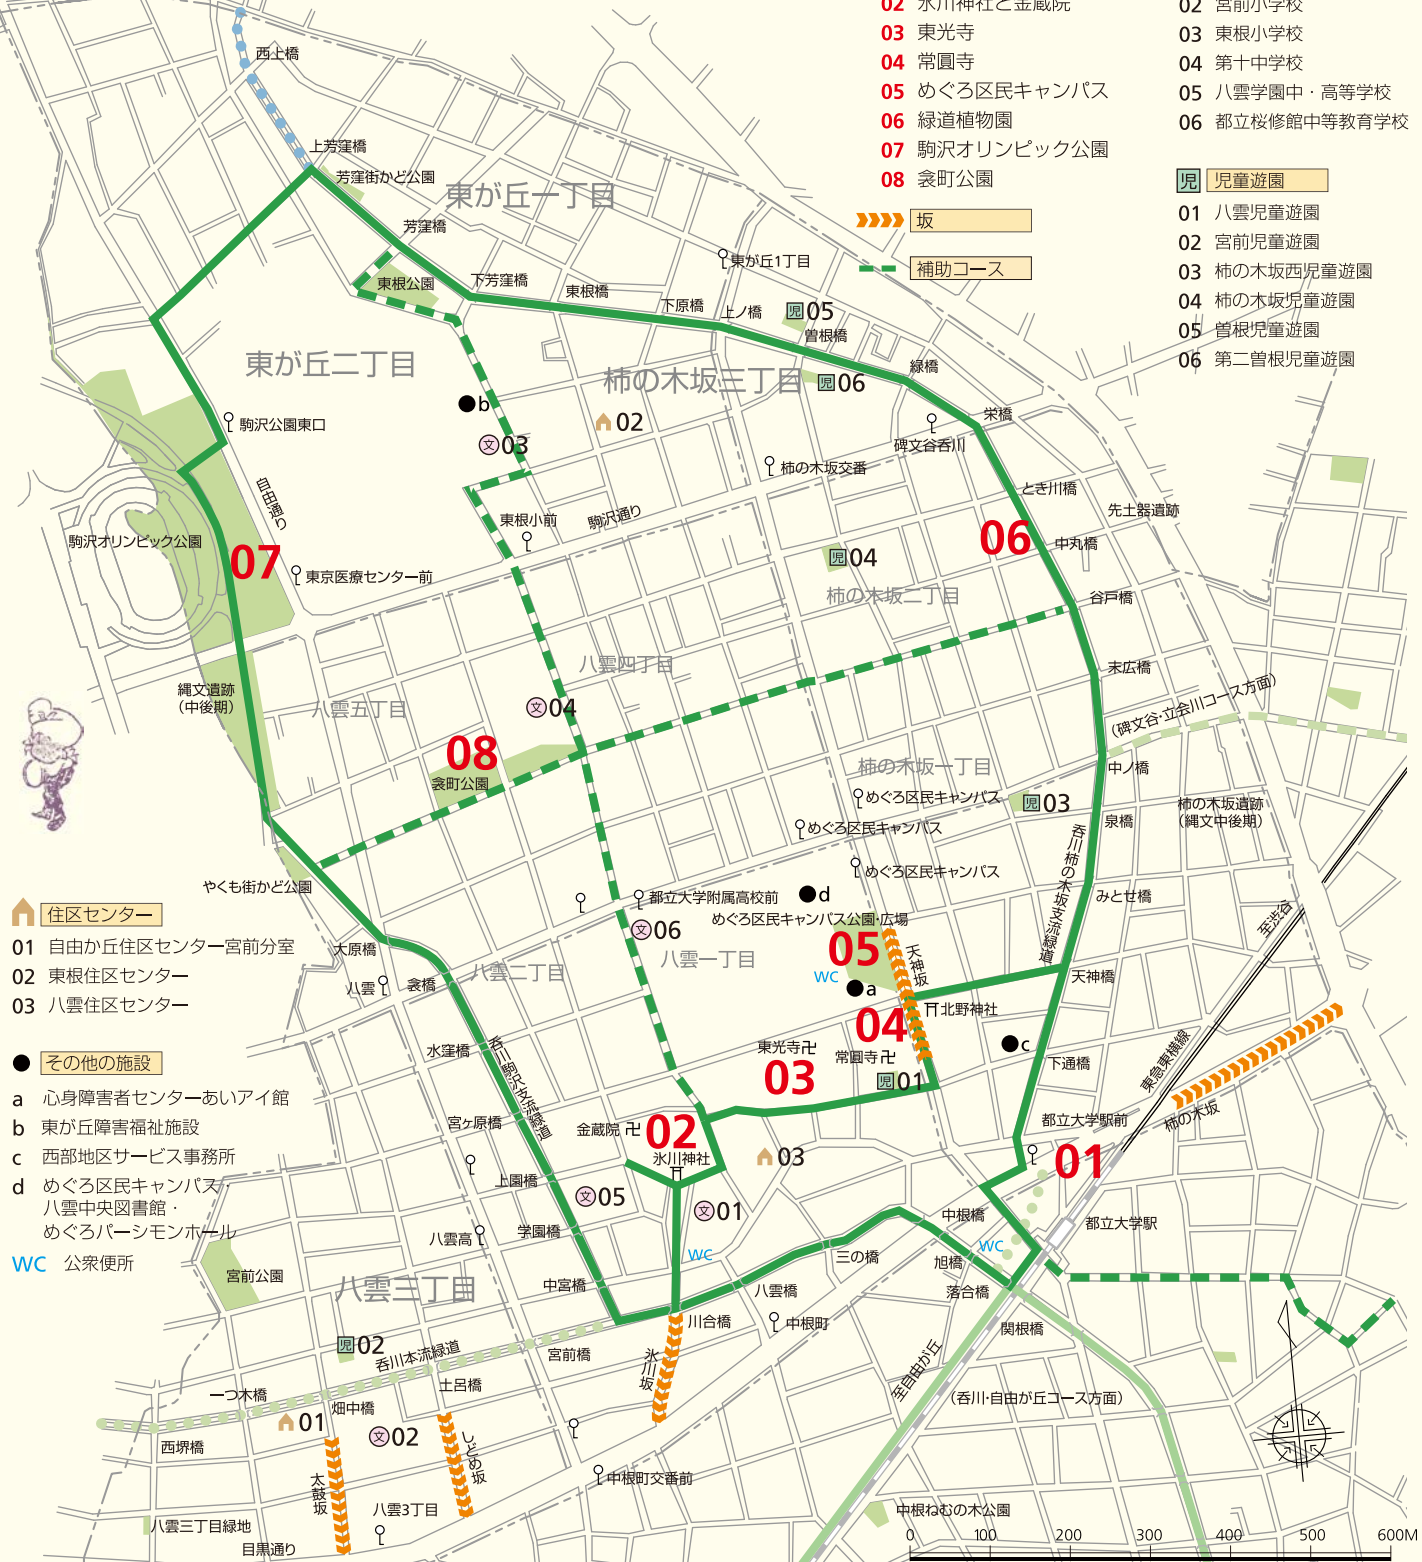 02 氷川神社と金蔵院
03 東光寺
04 常圓寺
05 めぐろ区民キャンパス
06 緑道植物園
07 駒沢オリンピック公園
08 衾町公園
坂
補助コース
02 宮前小学校
03 東根小学校
04 第十中学校
05 八雲学園中・高等学校
06 都立桜修館中等教育学校
児 児童遊園
01 八雲児童遊園
02 宮前児童遊園
03 柿の木坂西児童遊園
04 柿の木坂児童遊園
05 曽根児童遊園
06 第二曽根児童遊園
西上橋
上芳窪橋
芳窪街かど公園
東が丘一丁目
芳窪橋
東が丘1丁目
東根公園
下芳窪橋
東根橋
下原橋
上ノ橋
児05
曽根橋
東が丘二丁目
柿の木坂三丁目
児06
緑橋
b
02
栄橋
駒沢公園東口
文03
碑文谷呑川
柿の木坂交番
とき川橋
自由通り
東根小前
駒沢通り
先土器遺跡
駒沢オリンピック公園
07
06
中丸橋
東京医療センター前
児04
柿の木坂二丁目
谷戸橋
八雲四丁目
末広橋
縄文遺跡
(中後期)
八雲五丁目
文04
(碑文谷・立会川コース方面)
08
衾町公園
柿の木坂一丁目
中ノ橋
めぐろ区民キャンパス
児03
柿の木坂遺跡
(縄文中後期)
めぐろ区民キャンパス
泉橋
呑川柿の木坂支流緑道
めぐろ区民キャンパス
やくも街かど公園
都立大学附属高校前
d
みとせ橋
めぐろ区民キャンパス公園・広場
至渋谷
文06
05
天神坂
大原橋
八雲二丁目
八雲一丁目
WC
天神橋
八雲
衾橋
a
北野神社
04
c
水窪橋
呑川駒沢支流緑道
東光寺
常圓寺
下通橋
東急東横線
03
児01
柿の木坂
宮ヶ原橋
金蔵院
02
都立大学駅前
氷川神社
03
01
上園橋
文05
文01
中根橋
都立大学駅
学園橋
八雲高
WC
三の橋
旭橋
WC
宮前公園
八雲三丁目
中宮橋
八雲橋
落合橋
川合橋
中根町
関根橋
児02
呑川本流緑道
宮前橋
氷川坂
至自由が丘
土呂橋
(呑川・自由が丘コース方面)
一つ木橋
畑中橋
01
文02
西堺橋
しどめ坂
太鼓坂
中根町交番前
八雲3丁目
中根ねむの木公園
八雲三丁目緑地
目黒通り
0 100 200 300 400 500 600M
住区センター
01 自由が丘住区センター宮前分室
02 東根住区センター
03 八雲住区センター
その他の施設
a 心身障害者センターあいアイ館
b 東が丘障害福祉施設
c 西部地区サービス事務所
d めぐろ区民キャンパス・
八雲中央図書館・
めぐろパーシモンホール
WC 公衆便所